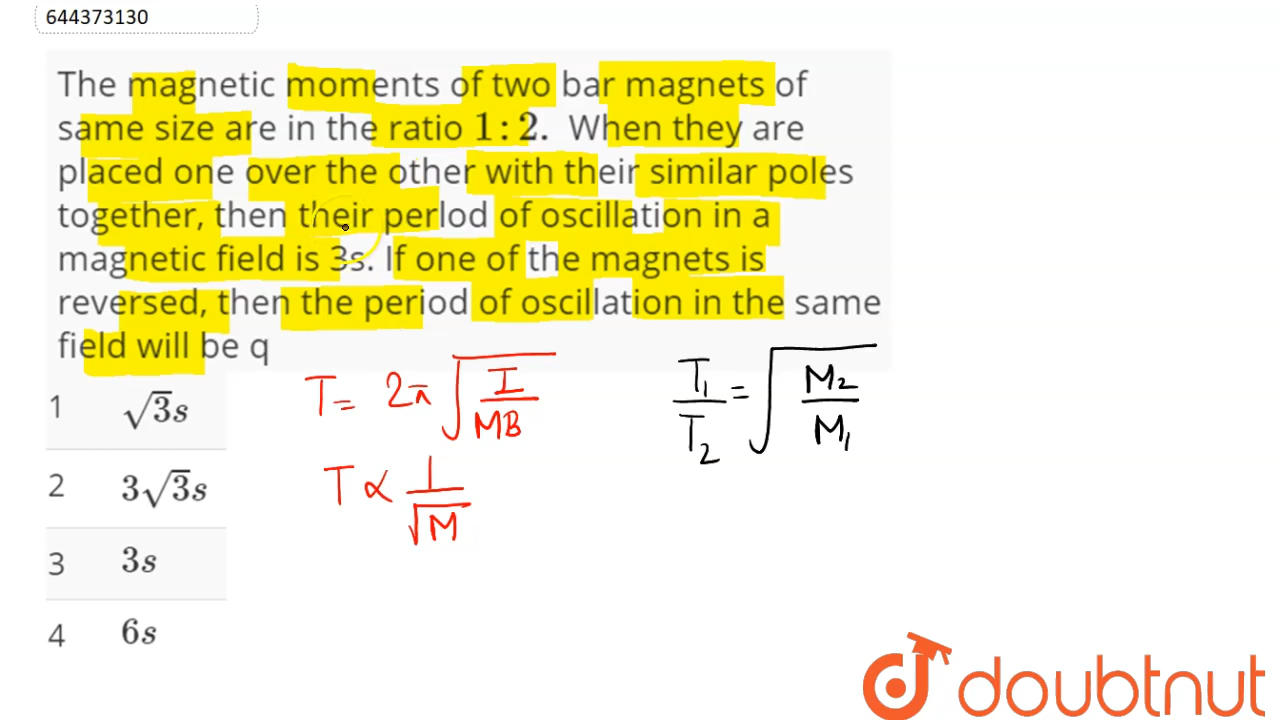 644373130
The magnetic moments of two bar magnets of
same size are in the ratio 1 : 2. When they are
placed one over the other with their similar poles
together, then their perlod of oscillation in a
magnetic field is 3s. If one of the magnets is
reversed, then the period of oscillation in the same
field will be q
1 √3s
2 3√3s
3 3s
4 6s
T = 2π √(I/MB)
T ∝ 1/√M
T₁/T₂ = √(M₂/M₁)
doubtnut